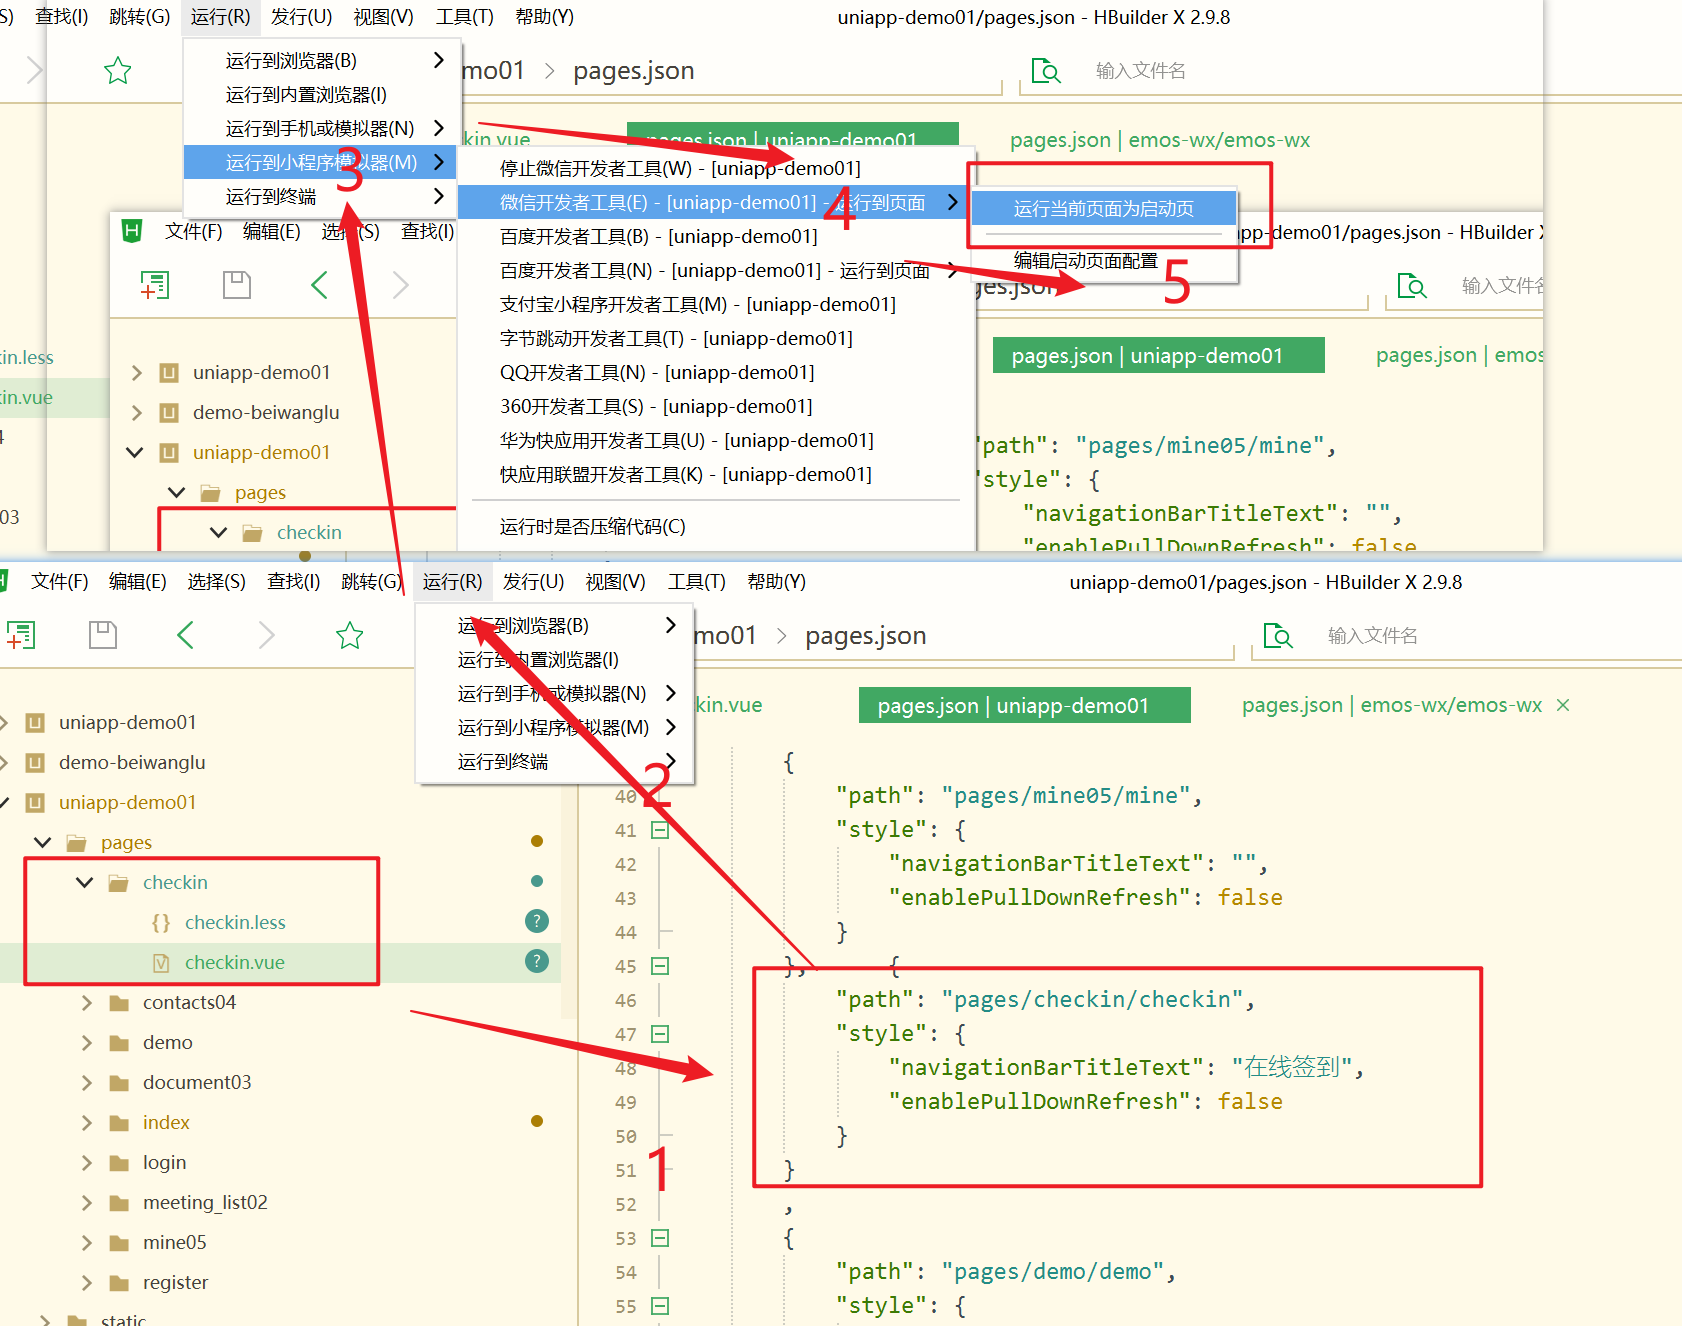 S) 查找(I) 跳转(G) 运行(R) 发行(U) 视图(V) 工具(T) 帮助(Y) uniapp-demo01/pages.json - HBuilder X 2.9.8
运行到浏览器(B)
mo01 > pages.json 输入文件名
运行到内置浏览器(I)
运行到手机或模拟器(N)
kin.vue pages.json | uniapp-demo01 pages.json | emos-wx/emos-wx
运行到小程序模拟器(M)
3
运行到终端
停止微信开发者工具(W) - [uniapp-demo01]
微信开发者工具(E) - [uniapp-demo01] - 运行到页面
4
运行当前页面为启动页
百度开发者工具(B) - [uniapp-demo01]
百度开发者工具(N) - [uniapp-demo01] - 运行到页面
编辑启动页面配置
5
支付宝小程序开发者工具(M) - [uniapp-demo01]
字节跳动开发者工具(T) - [uniapp-demo01]
QQ开发者工具(N) - [uniapp-demo01]
360开发者工具(S) - [uniapp-demo01]
华为快应用开发者工具(U) - [uniapp-demo01]
快应用联盟开发者工具(K) - [uniapp-demo01]
运行时是否压缩代码(C)
文件(F) 编辑(E) 选择(S) 查找(I) pp-demo01/pages.json - HBuilder X
ges.json 输入文件名
kin.less
kin.vue
4
03
uniapp-demo01
demo-beiwanglu
uniapp-demo01
pages
checkin
pages.json | uniapp-demo01 pages.json | emos
"path": "pages/mine05/mine",
"style": {
"navigationBarTitleText": "",
"enablePullDownRefresh": false
文件(F) 编辑(E) 选择(S) 查找(I) 跳转(G) 运行(R) 发行(U) 视图(V) 工具(T) 帮助(Y) uniapp-demo01/pages.json - HBuilder X 2.9.8
运行到浏览器(B)
mo01 > pages.json 输入文件名
运行到内置浏览器(I)
运行到手机或模拟器(N)
运行到小程序模拟器(M)
运行到终端
2
kin.vue pages.json | uniapp-demo01 pages.json | emos-wx/emos-wx ×
uniapp-demo01
demo-beiwanglu
uniapp-demo01
pages
checkin
{} checkin.less ?
checkin.vue ?
contacts04
demo
document03
index
login
meeting_list02
mine05
register
static
{
40 "path": "pages/mine05/mine",
41 "style": {
42 "navigationBarTitleText": "",
43 "enablePullDownRefresh": false
44 }
45 }, {
46 "path": "pages/checkin/checkin",
47 "style": {
48 "navigationBarTitleText": "在线签到",
49 "enablePullDownRefresh": false
50 }
51 }
1
52 ,
53 {
54 "path": "pages/demo/demo",
55 "style": {